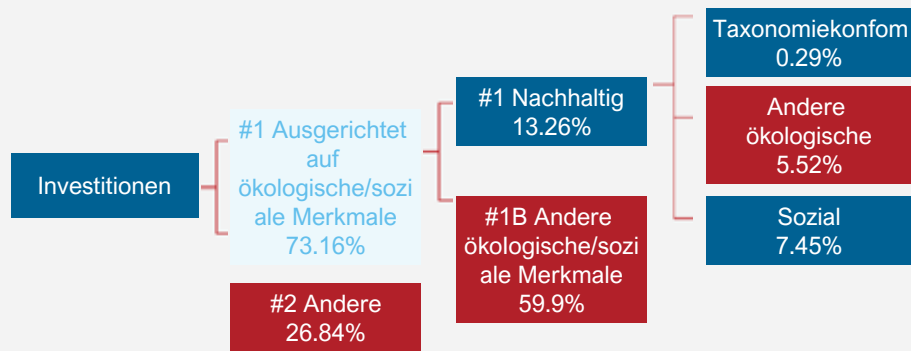 Investitionen
#1 Ausgerichtet
auf
ökologische/sozi
ale Merkmale
73.16%
#2 Andere
26.84%
#1 Nachhaltig
13.26%
#1B Andere
ökologische/sozi
ale Merkmale
59.9%
Taxonomiekonfom
0.29%
Andere
ökologische
5.52%
Sozial
7.45%